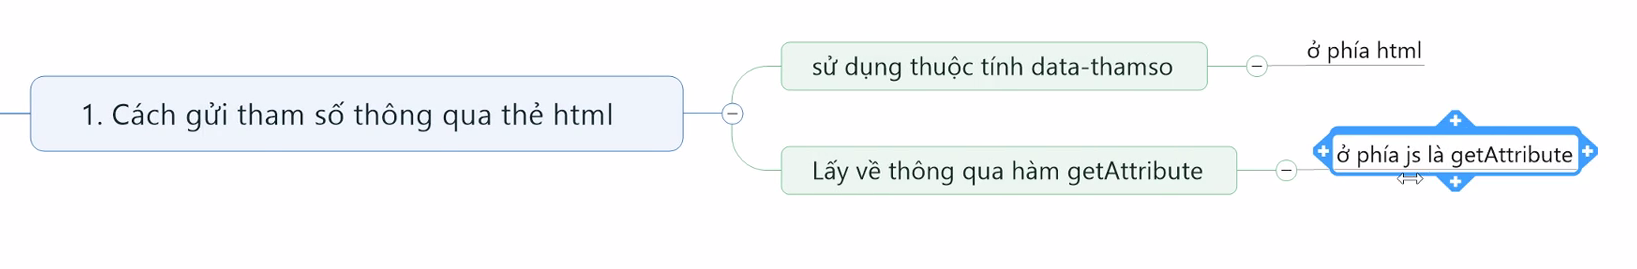 1. Cách gửi tham số thông qua thẻ html
sử dụng thuộc tính data-thamso
ở phía html
Lấy về thông qua hàm getAttribute
ở phía js là getAttribute